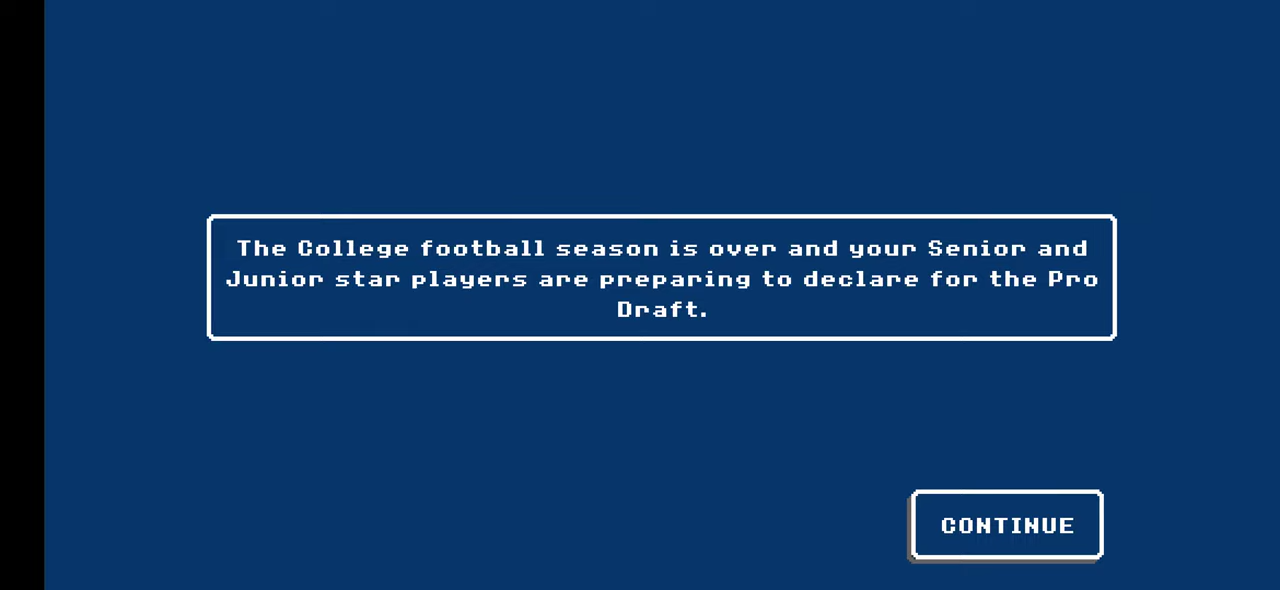 The College football season is over and your Senior and
Junior star players are preparing to declare for the Pro
Draft.
CONTINUE